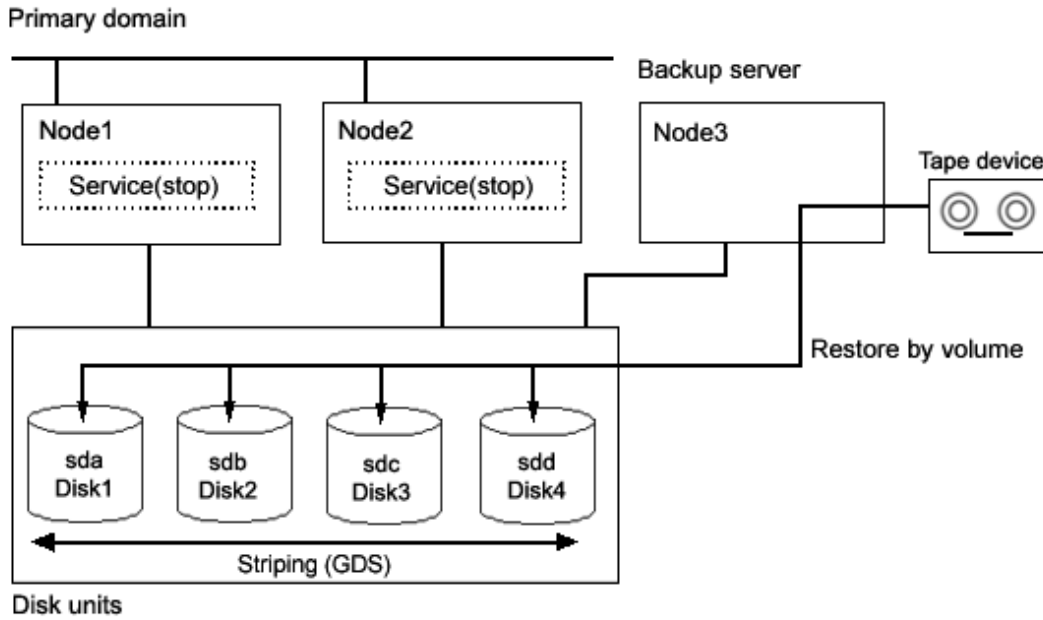 Primary domain
Backup server
Node1
Node2
Node3
Service(stop)
Service(stop)
Tape device
Restore by volume
sda
Disk1
sdb
Disk2
sdc
Disk3
sdd
Disk4
Striping (GDS)
Disk units